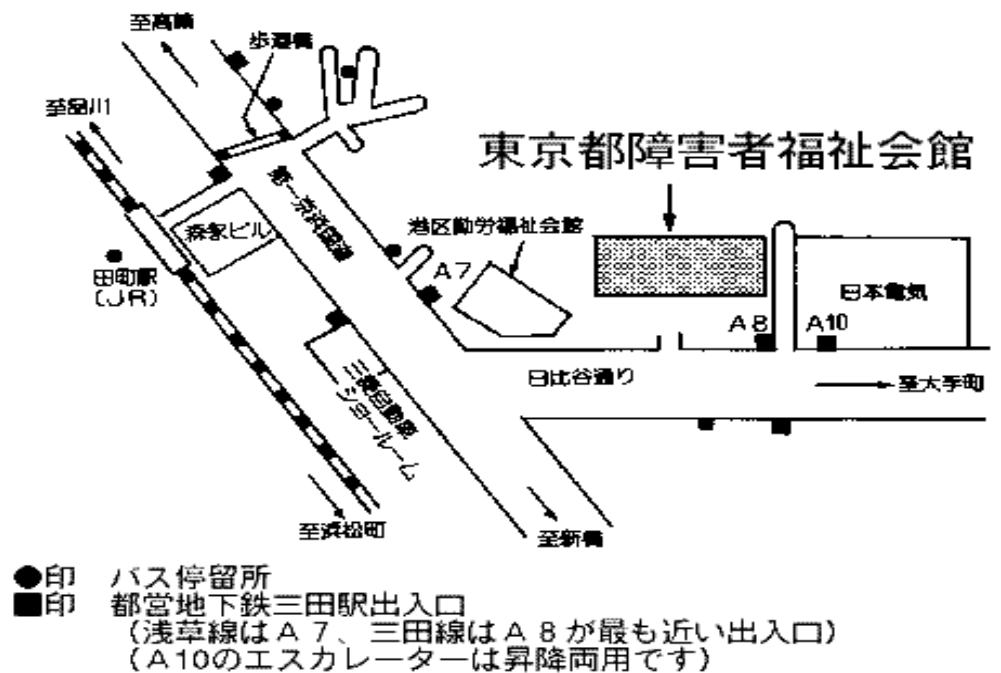 至高輪
歩道橋
至品川
東京都障害者福祉会館
第一京浜国道
港区勤労福祉会館
森永ビル
A7
田町駅
(JR)
日本電気
A8
A10
日比谷通り
三菱自動車
ショールーム
至大手町
至浜松町
至新橋
●印 バス停留所
■印 都営地下鉄三田駅出入口
(浅草線はA7、三田線はA8が最も近い出入口)
(A10のエスカレーターは昇降両用です)